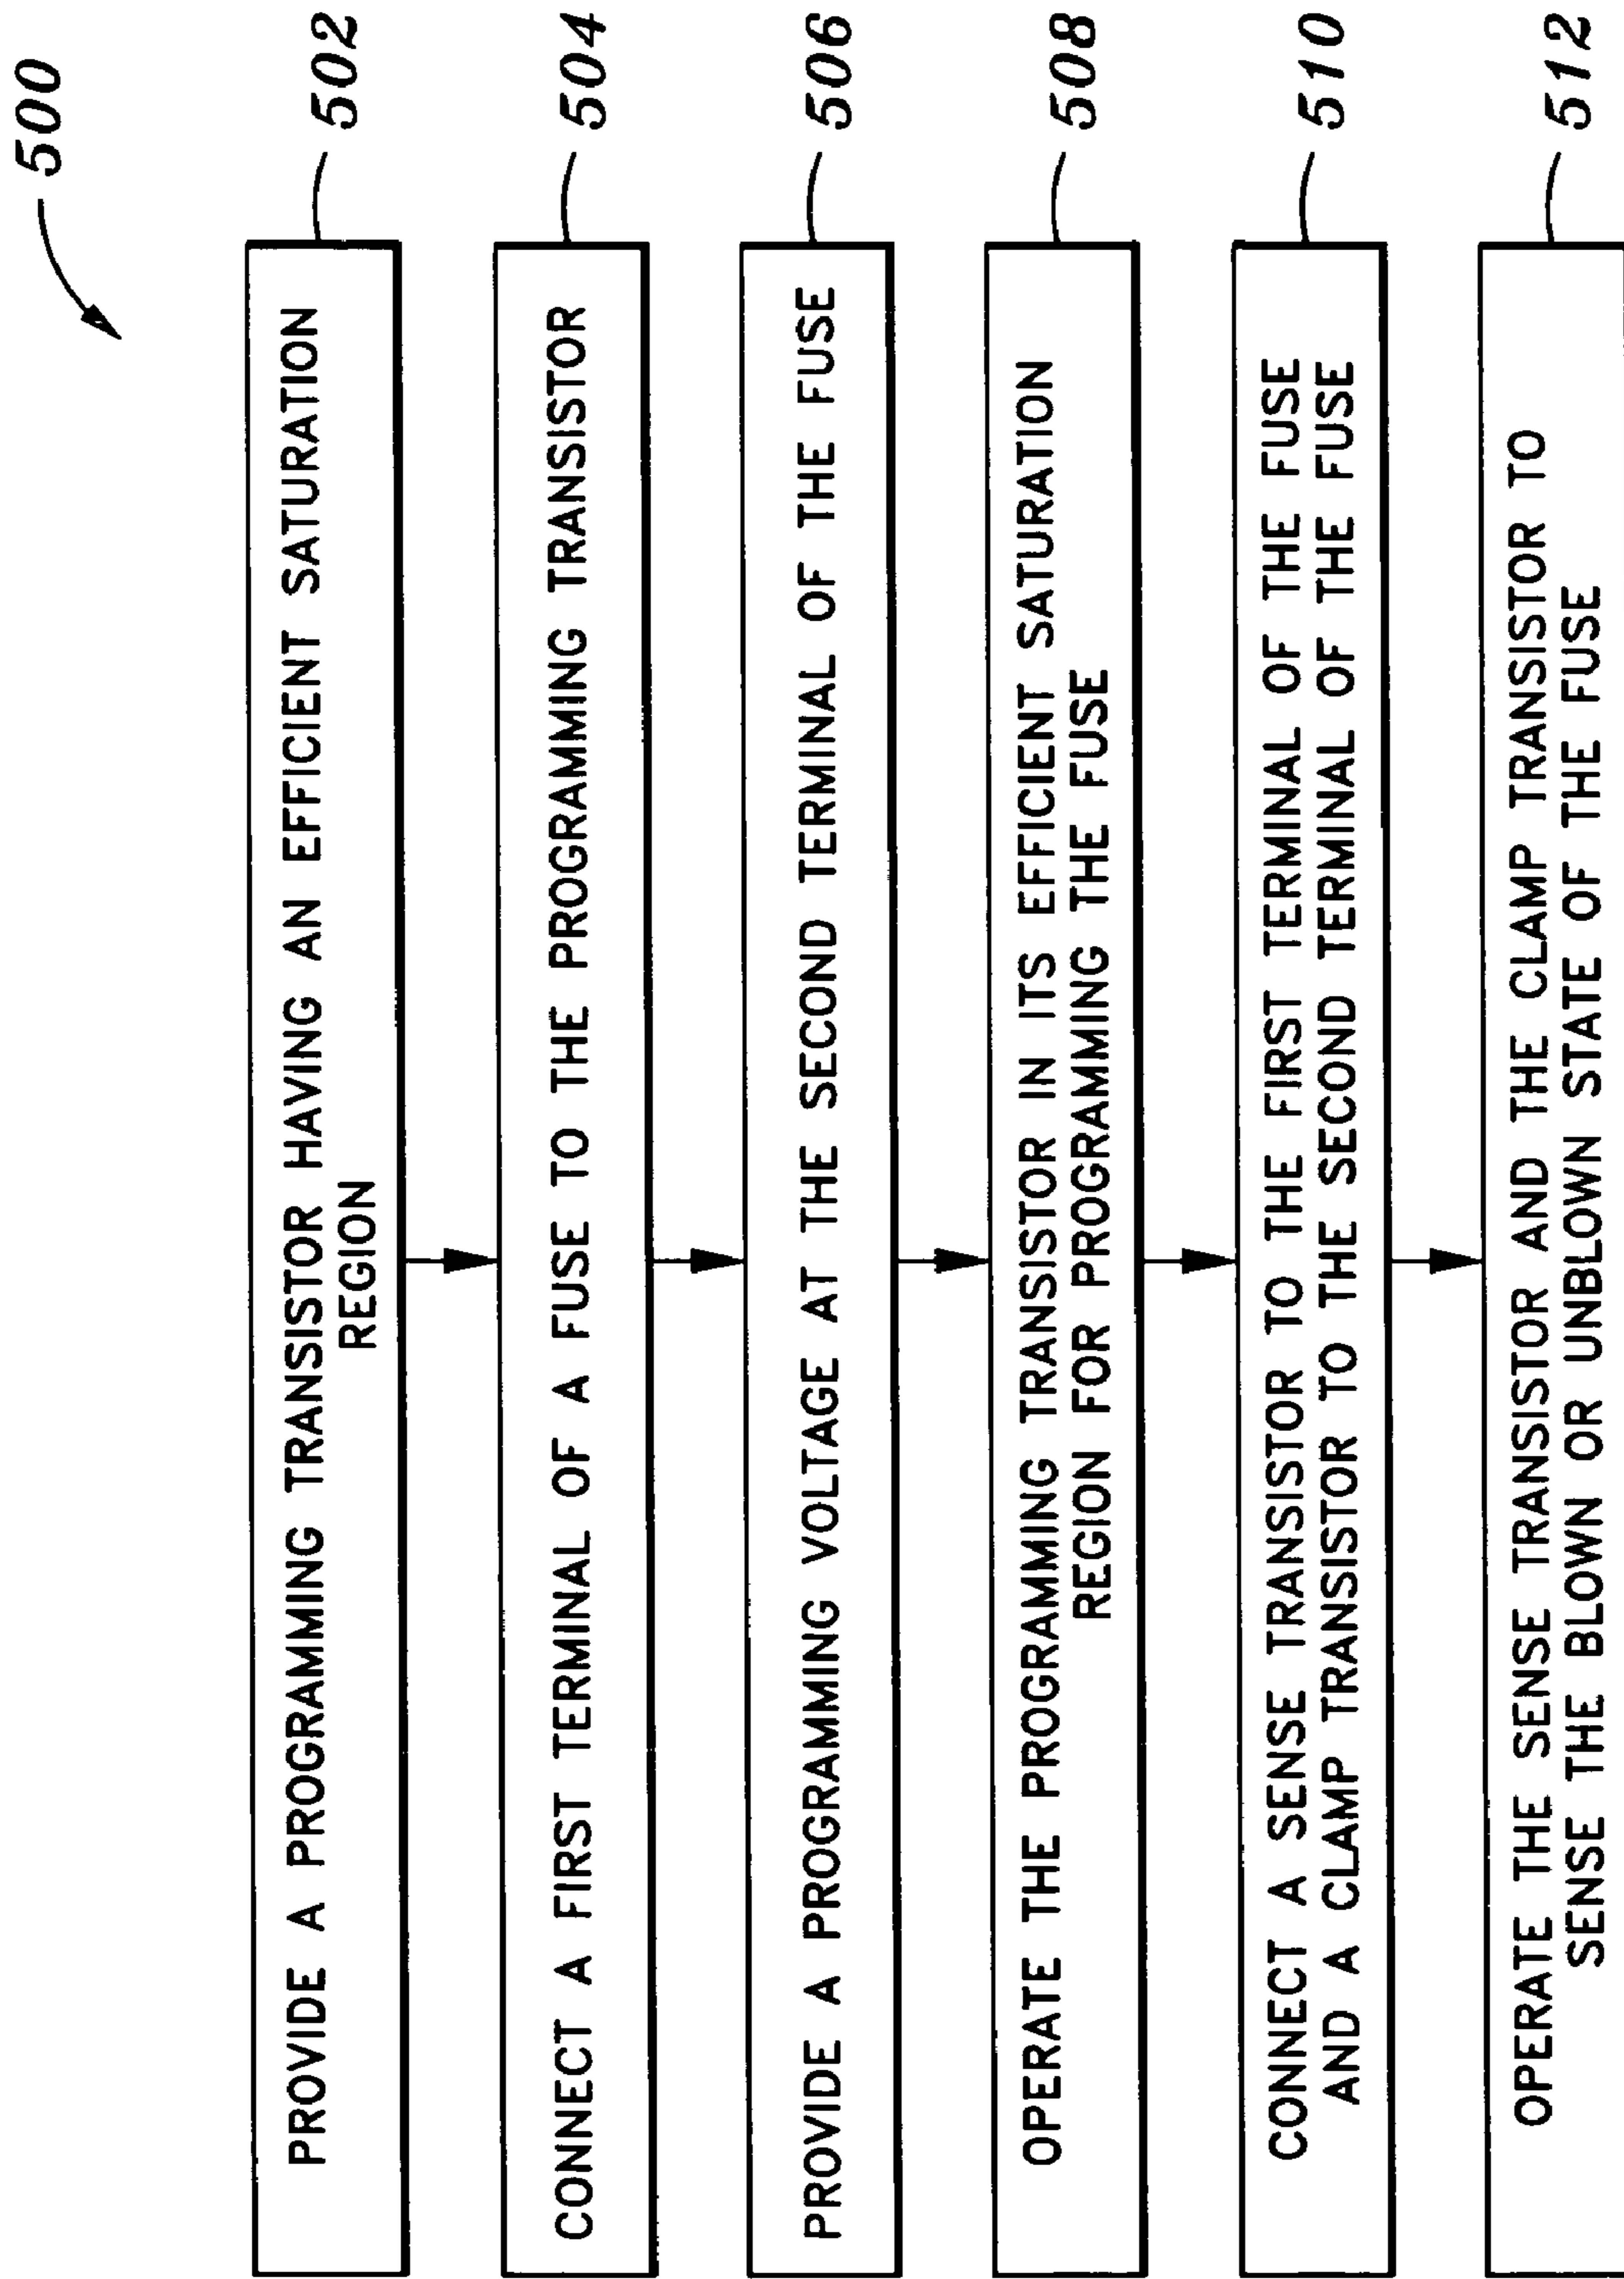 500
PROVIDE A PROGRAMMING TRANSISTOR HAVING AN EFFICIENT SATURATION
REGION
502
CONNECT A FIRST TERMINAL OF A FUSE TO THE PROGRAMMING TRANSISTOR
504
PROVIDE A PROGRAMMING VOLTAGE AT THE SECOND TERMINAL OF THE FUSE
506
OPERATE THE PROGRAMMING TRANSISTOR IN ITS EFFICIENT SATURATION
REGION FOR PROGRAMMING THE FUSE
508
CONNECT A SENSE TRANSISTOR TO THE FIRST TERMINAL OF THE FUSE
AND A CLAMP TRANSISTOR TO THE SECOND TERMINAL OF THE FUSE
510
OPERATE THE SENSE TRANSISTOR AND THE CLAMP TRANSISTOR TO
SENSE THE BLOWN OR UNBLOWN STATE OF THE FUSE
512